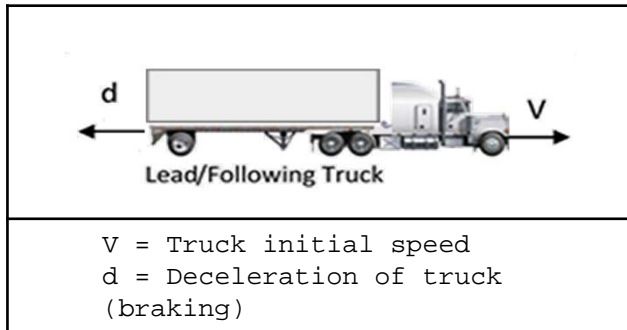 d
V
Lead/Following Truck
V = Truck initial speed
d = Deceleration of truck
(braking)